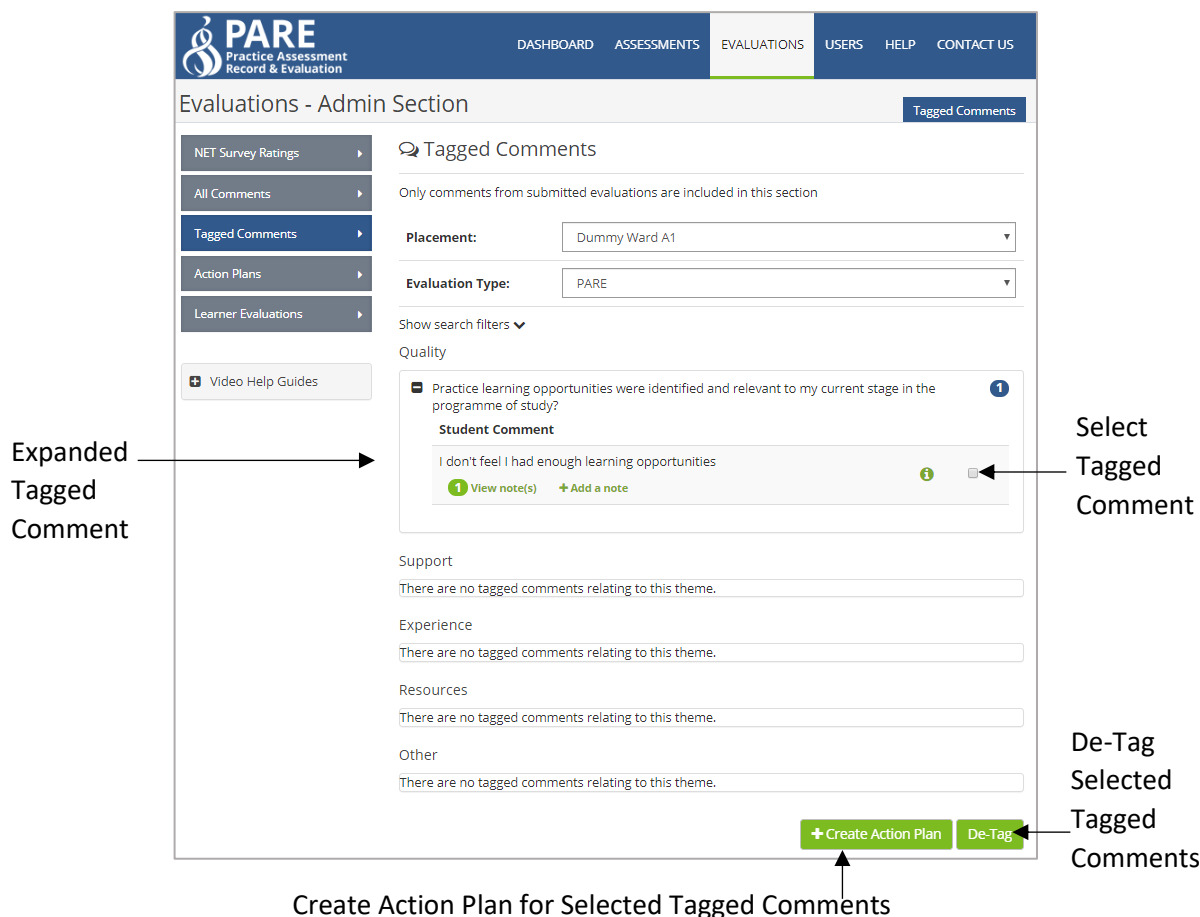 PARE
Practice Assessment
Record & Evaluation
DASHBOARD ASSESSMENTS EVALUATIONS USERS HELP CONTACT US
Evaluations - Admin Section
Tagged Comments
NET Survey Ratings
All Comments
Tagged Comments
Action Plans
Learner Evaluations
Video Help Guides
Tagged Comments
Only comments from submitted evaluations are included in this section
Placement: Dummy Ward A1
Evaluation Type: PARE
Show search filters
Quality
Practice learning opportunities were identified and relevant to my current stage in the 1
programme of study?
Student Comment
I don't feel I had enough learning opportunities
1 View note(s) + Add a note
Support
There are no tagged comments relating to this theme.
Experience
There are no tagged comments relating to this theme.
Resources
There are no tagged comments relating to this theme.
Other
There are no tagged comments relating to this theme.
+ Create Action Plan De-Tag
Expanded
Tagged
Comment
Select
Tagged
Comment
De-Tag
Selected
Tagged
Comments
Create Action Plan for Selected Tagged Comments